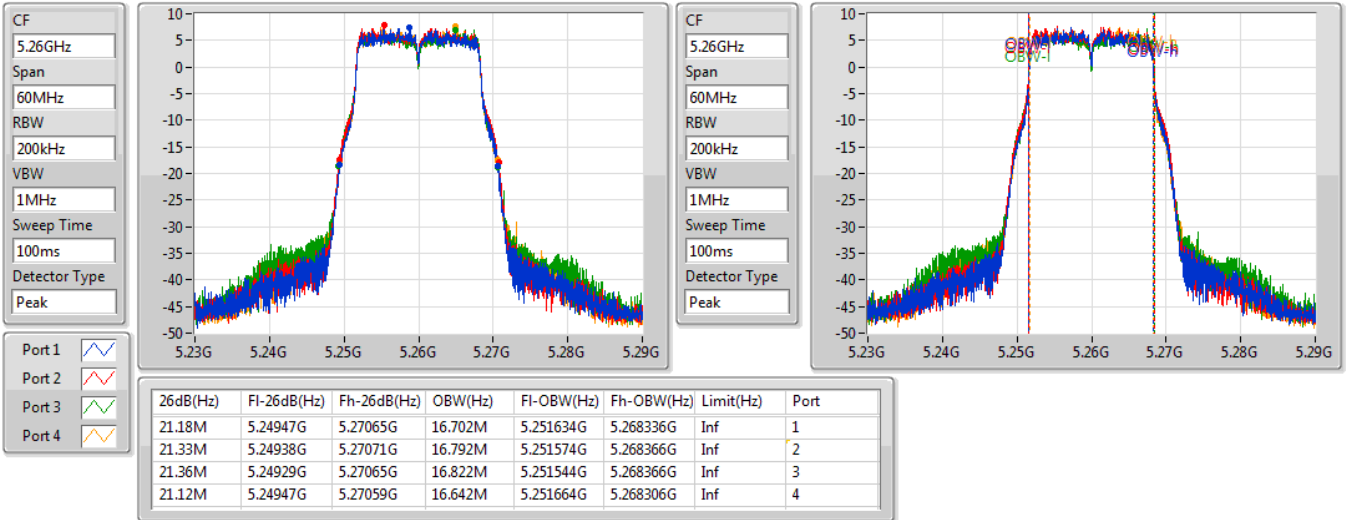 CF
5.26GHz
Span
60MHz
RBW
200kHz
VBW
1MHz
Sweep Time
100ms
Detector Type
Peak
10
5
0
-5
-10
-15
-20
-25
-30
-35
-40
-45
-50
5.23G 5.24G 5.25G 5.26G 5.27G 5.28G 5.29G
CF
5.26GHz
Span
60MHz
RBW
200kHz
VBW
1MHz
Sweep Time
100ms
Detector Type
Peak
10
5
0
-5
-10
-15
-20
-25
-30
-35
-40
-45
-50
OBW-l
OBW-h
5.23G 5.24G 5.25G 5.26G 5.27G 5.28G 5.29G
Port 1
Port 2
Port 3
Port 4
26dB(Hz) Fl-26dB(Hz) Fh-26dB(Hz) OBW(Hz) Fl-OBW(Hz) Fh-OBW(Hz) Limit(Hz) Port
21.18M 5.24947G 5.27065G 16.702M 5.251634G 5.268336G Inf 1
21.33M 5.24938G 5.27071G 16.792M 5.251574G 5.268366G Inf 2
21.36M 5.24929G 5.27065G 16.822M 5.251544G 5.268366G Inf 3
21.12M 5.24947G 5.27059G 16.642M 5.251664G 5.268306G Inf 4